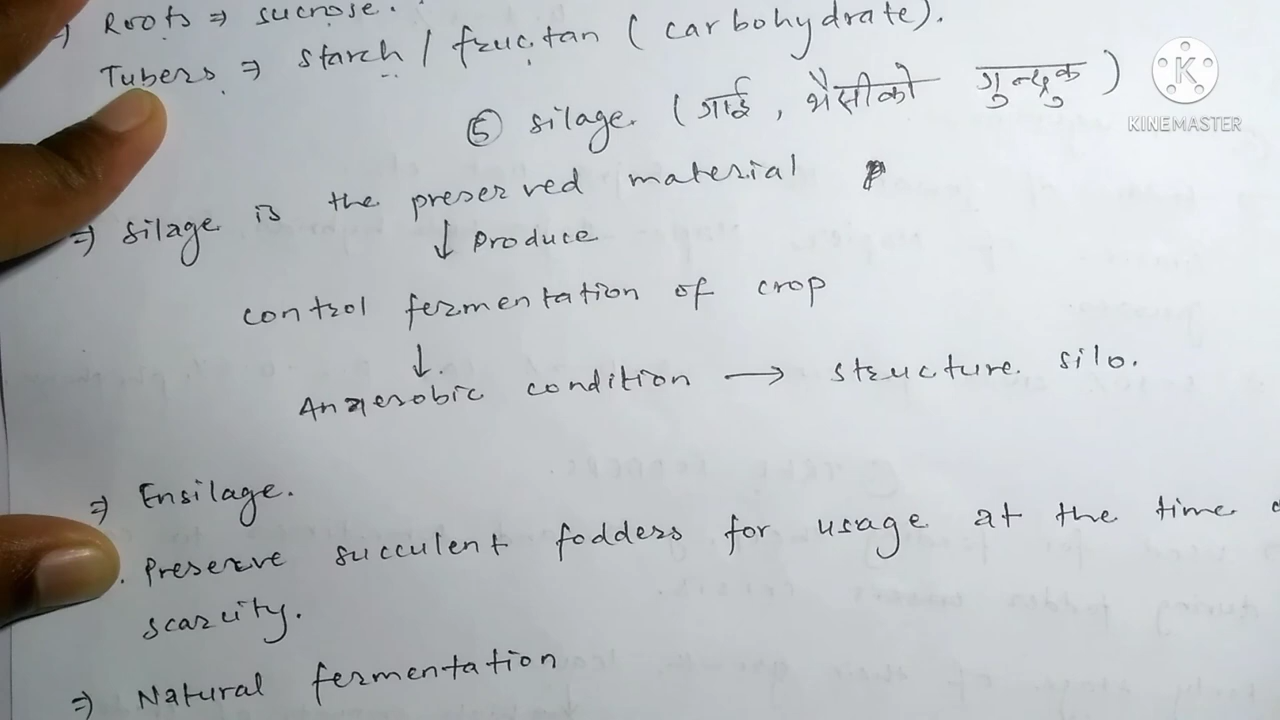 ⇒ Roots ⇒ sucrose.
Tubers ⇒ starch / fructan (carbohydrate).
K
KINEMASTER
⑤ silage. (गाई, भैसीको गुन्द्रुक)
⇒ silage is the preserved material
↓ Produce
control fermentation of crop
↓
Anaerobic condition → structure silo.
⇒ Ensilage.
. Preserve succulent fodders for usage at the time
scarcity.
⇒ Natural fermentation